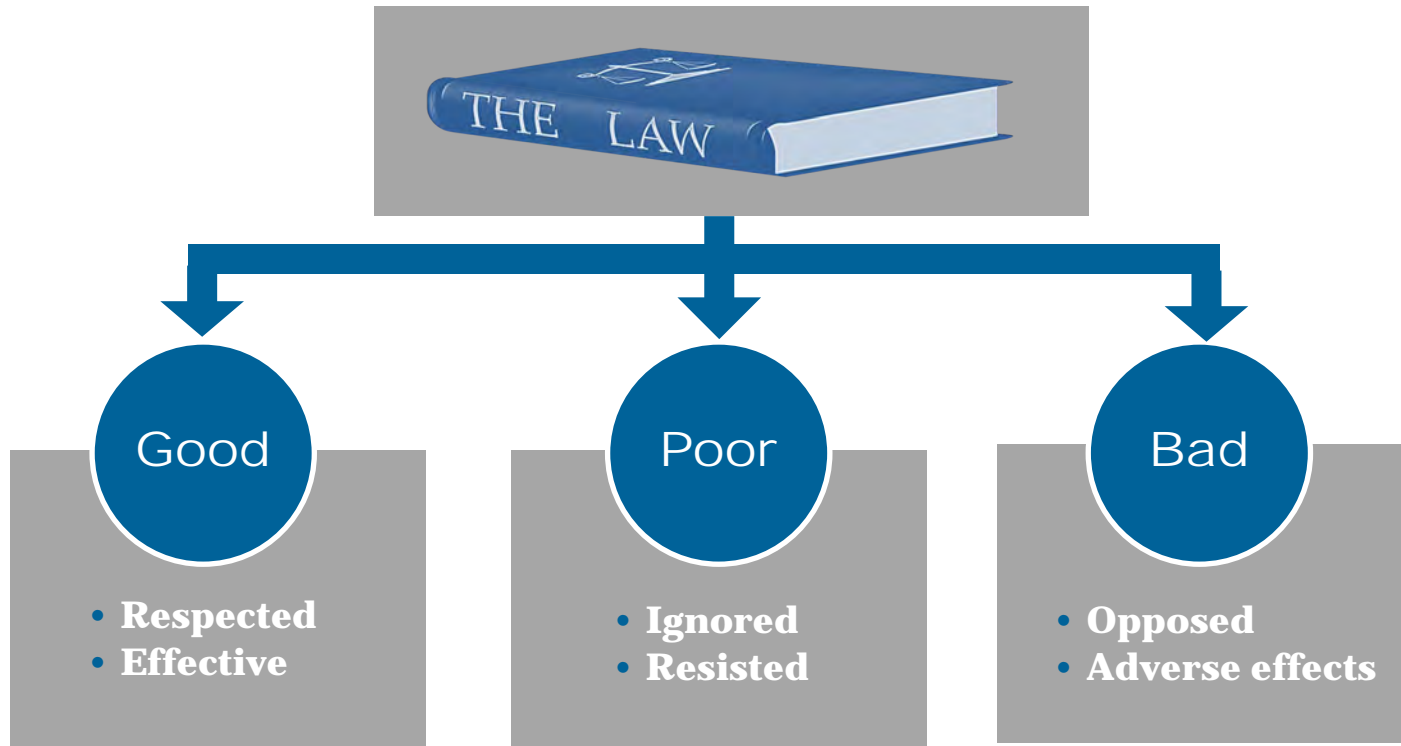 THE LAW
Good
Poor
Bad
• Respected
• Effective
• Ignored
• Resisted
• Opposed
• Adverse effects